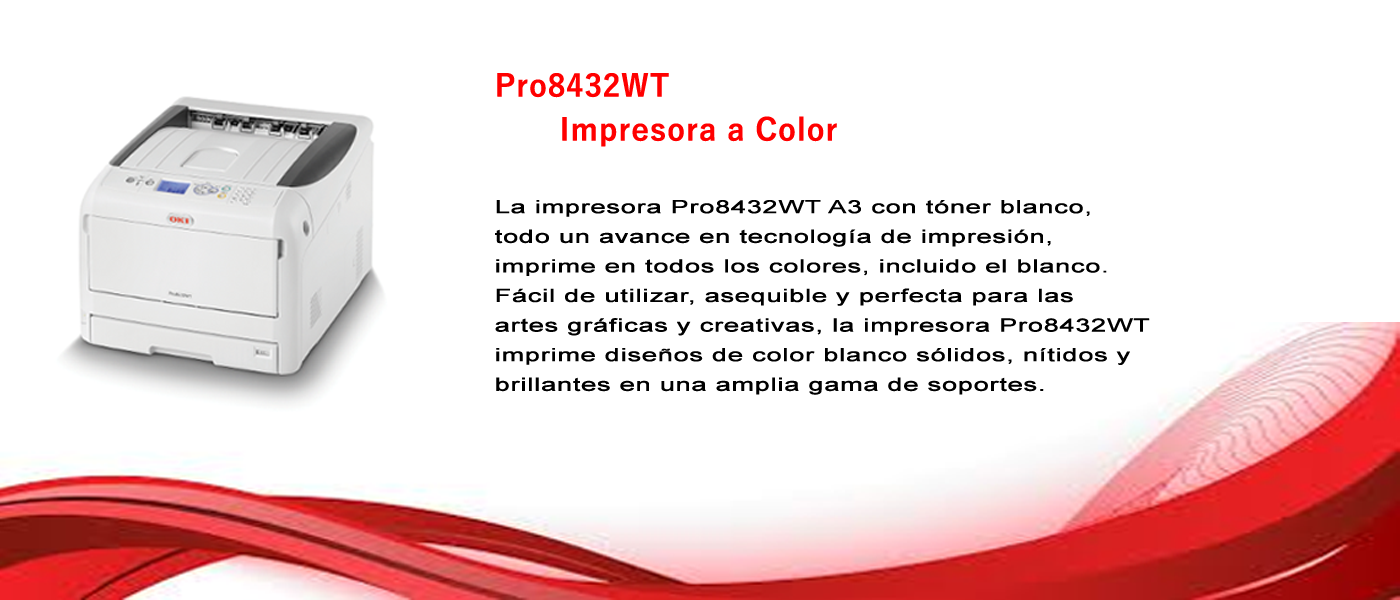 Pro8432WT
Impresora a Color
La impresora Pro8432WT A3 con tóner blanco,
todo un avance en tecnología de impresión,
imprime en todos los colores, incluido el blanco.
Fácil de utilizar, asequible y perfecta para las
artes gráficas y creativas, la impresora Pro8432WT
imprime diseños de color blanco sólidos, nítidos y
brillantes en una amplia gama de soportes.
OKI